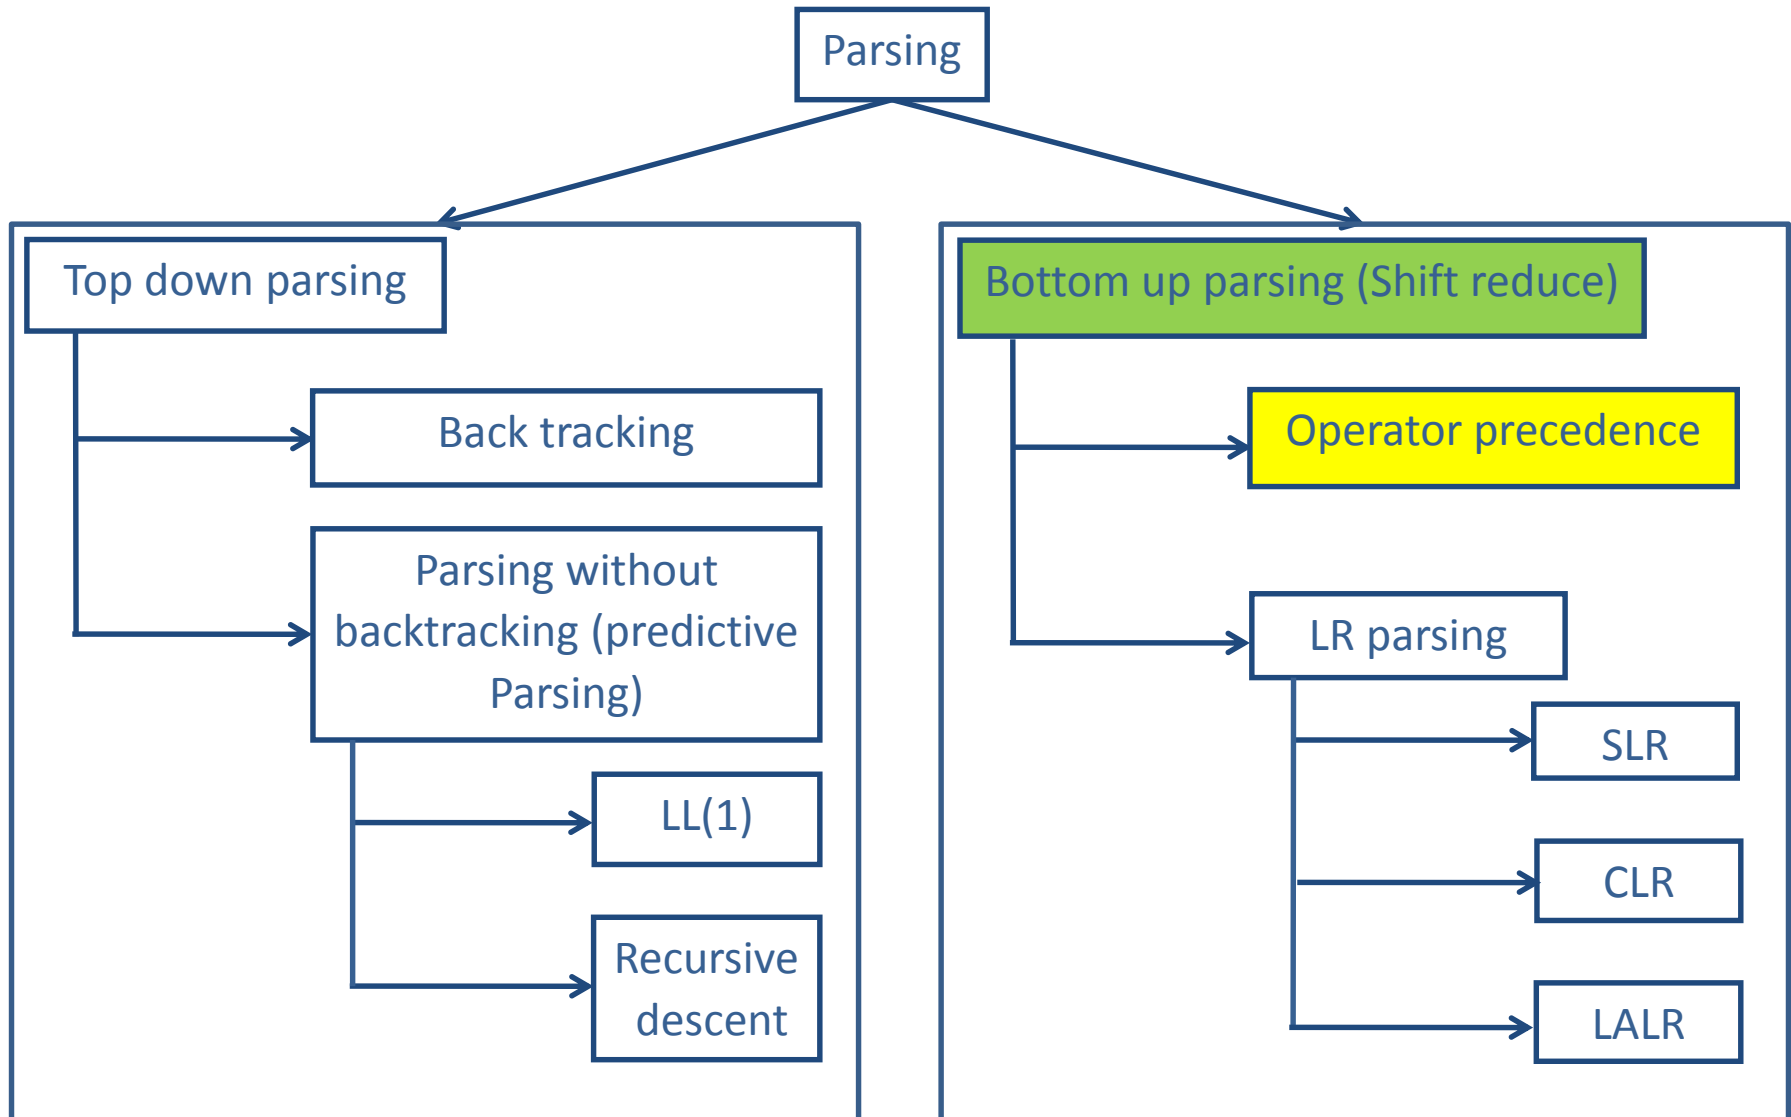 Parsing
Top down parsing
Back tracking
Parsing without
backtracking (predictive
Parsing)
LL(1)
Recursive
descent
Bottom up parsing (Shift reduce)
Operator precedence
LR parsing
SLR
CLR
LALR